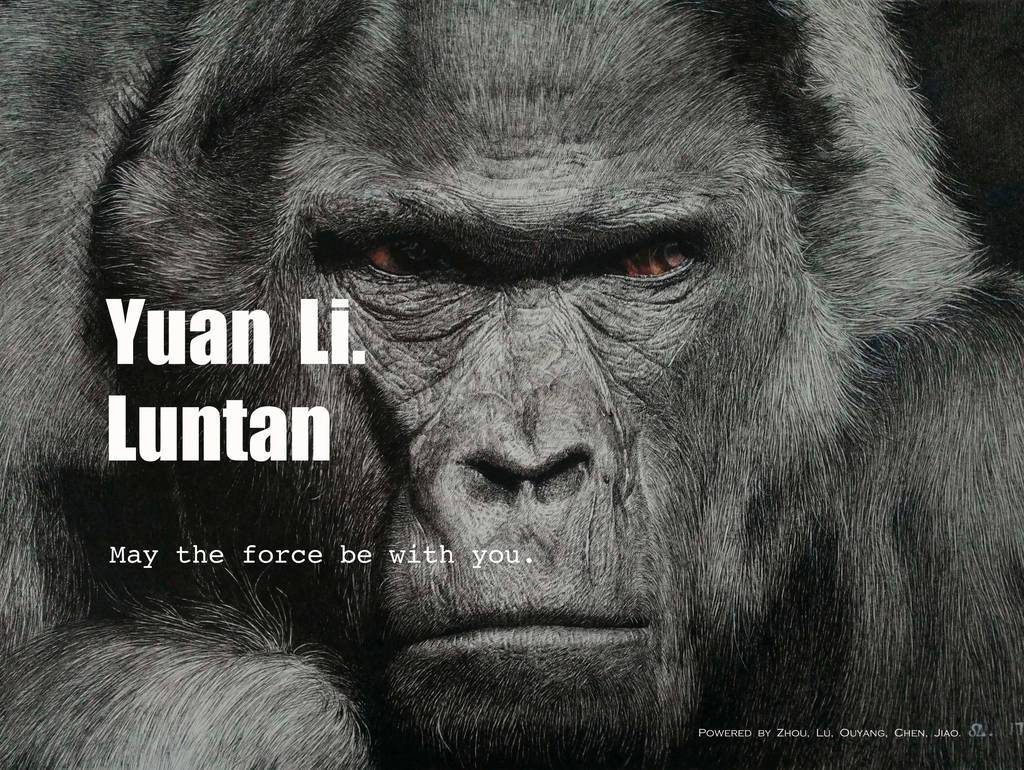 Yuan Li.
Luntan
May the force be with you.
Powered by Zhou, Lu, Ouyang, Chen, Jiao.